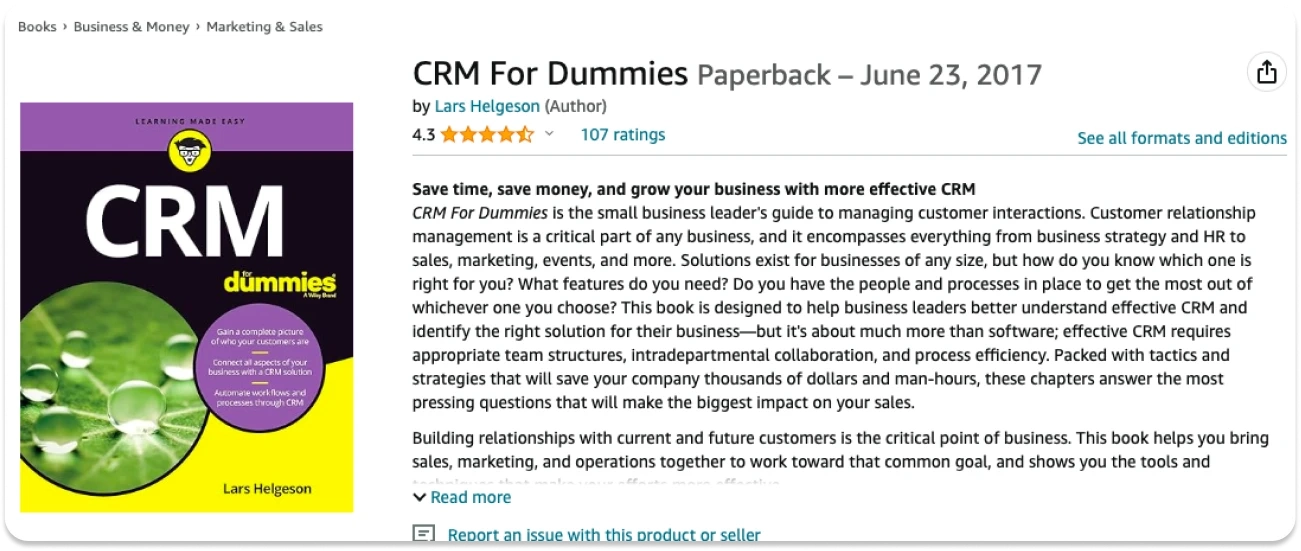 Books › Business & Money › Marketing & Sales
LEARNING MADE EASY
CRM
for
dummies
A Wiley Brand
Gain a complete picture
of who your customers are
Connect all aspects of your
business with a CRM solution
Automate workflows and
processes through CRM
Lars Helgeson
CRM For Dummies Paperback – June 23, 2017
by Lars Helgeson (Author)
4.3 107 ratings
See all formats and editions
Save time, save money, and grow your business with more effective CRM
CRM For Dummies is the small business leader's guide to managing customer interactions. Customer relationship
management is a critical part of any business, and it encompasses everything from business strategy and HR to
sales, marketing, events, and more. Solutions exist for businesses of any size, but how do you know which one is
right for you? What features do you need? Do you have the people and processes in place to get the most out of
whichever one you choose? This book is designed to help business leaders better understand effective CRM and
identify the right solution for their business—but it's about much more than software; effective CRM requires
appropriate team structures, intradepartmental collaboration, and process efficiency. Packed with tactics and
strategies that will save your company thousands of dollars and man-hours, these chapters answer the most
pressing questions that will make the biggest impact on your sales.
Building relationships with current and future customers is the critical point of business. This book helps you bring
sales, marketing, and operations together to work toward that common goal, and shows you the tools and
techniques that make your efforts more effective.
Read more
Report an issue with this product or seller